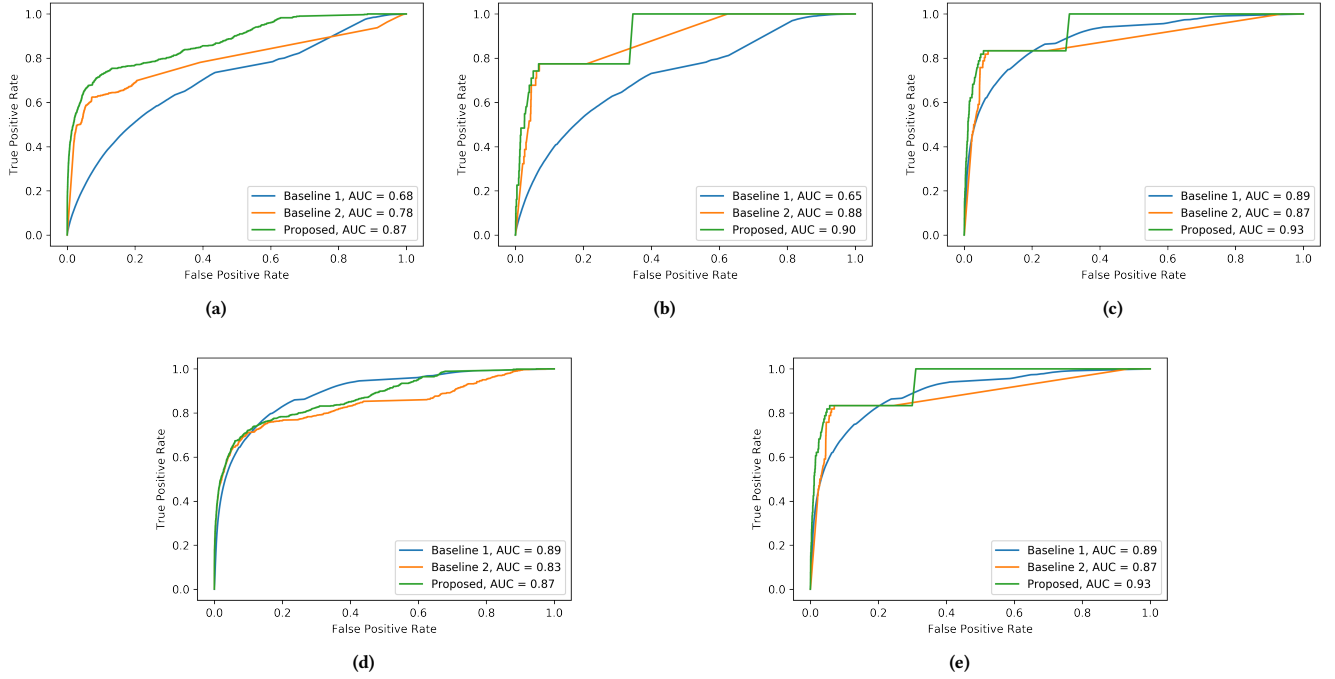 1.0
0.8
0.6
0.4
0.2
0.0
True Positive Rate
0.0 0.2 0.4 0.6 0.8 1.0
False Positive Rate
Baseline 1, AUC = 0.68
Baseline 2, AUC = 0.78
Proposed, AUC = 0.87
(a)
1.0
0.8
0.6
0.4
0.2
0.0
True Positive Rate
0.0 0.2 0.4 0.6 0.8 1.0
False Positive Rate
Baseline 1, AUC = 0.65
Baseline 2, AUC = 0.88
Proposed, AUC = 0.90
(b)
1.0
0.8
0.6
0.4
0.2
0.0
True Positive Rate
0.0 0.2 0.4 0.6 0.8 1.0
False Positive Rate
Baseline 1, AUC = 0.89
Baseline 2, AUC = 0.87
Proposed, AUC = 0.93
(c)
1.0
0.8
0.6
0.4
0.2
0.0
True Positive Rate
0.0 0.2 0.4 0.6 0.8 1.0
False Positive Rate
Baseline 1, AUC = 0.89
Baseline 2, AUC = 0.83
Proposed, AUC = 0.87
(d)
1.0
0.8
0.6
0.4
0.2
0.0
True Positive Rate
0.0 0.2 0.4 0.6 0.8 1.0
False Positive Rate
Baseline 1, AUC = 0.89
Baseline 2, AUC = 0.87
Proposed, AUC = 0.93
(e)